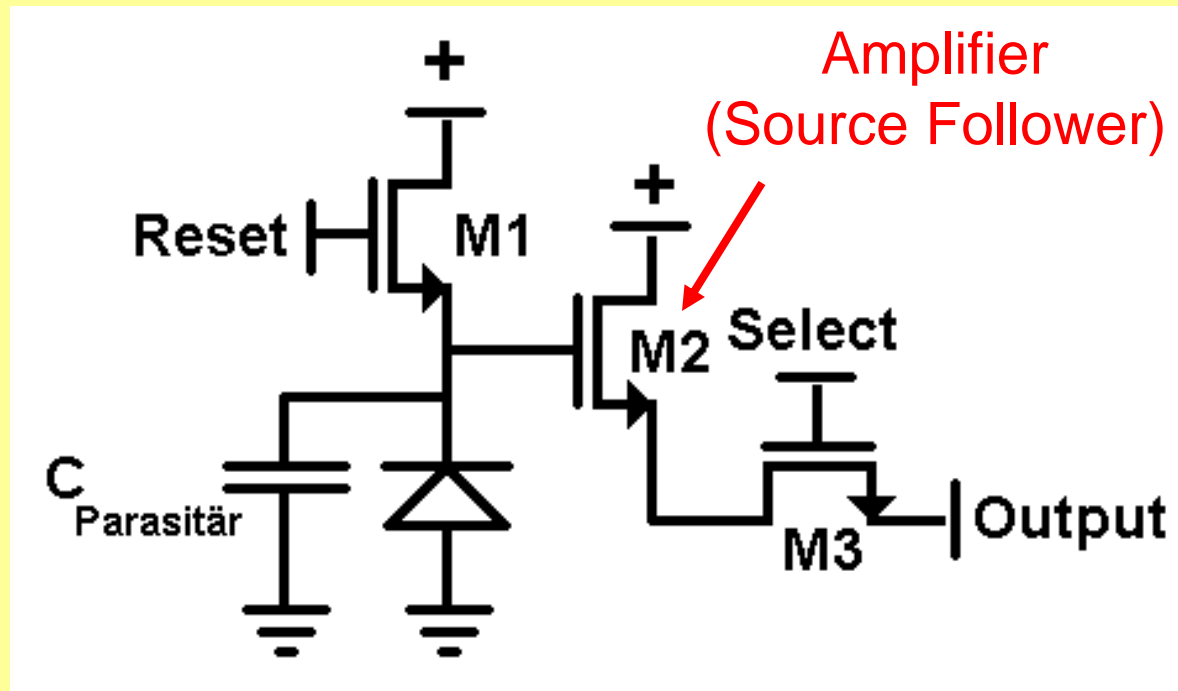 Amplifier
(Source Follower)
+
+
Reset
M1
M2
Select
C
Parasitär
M3
Output